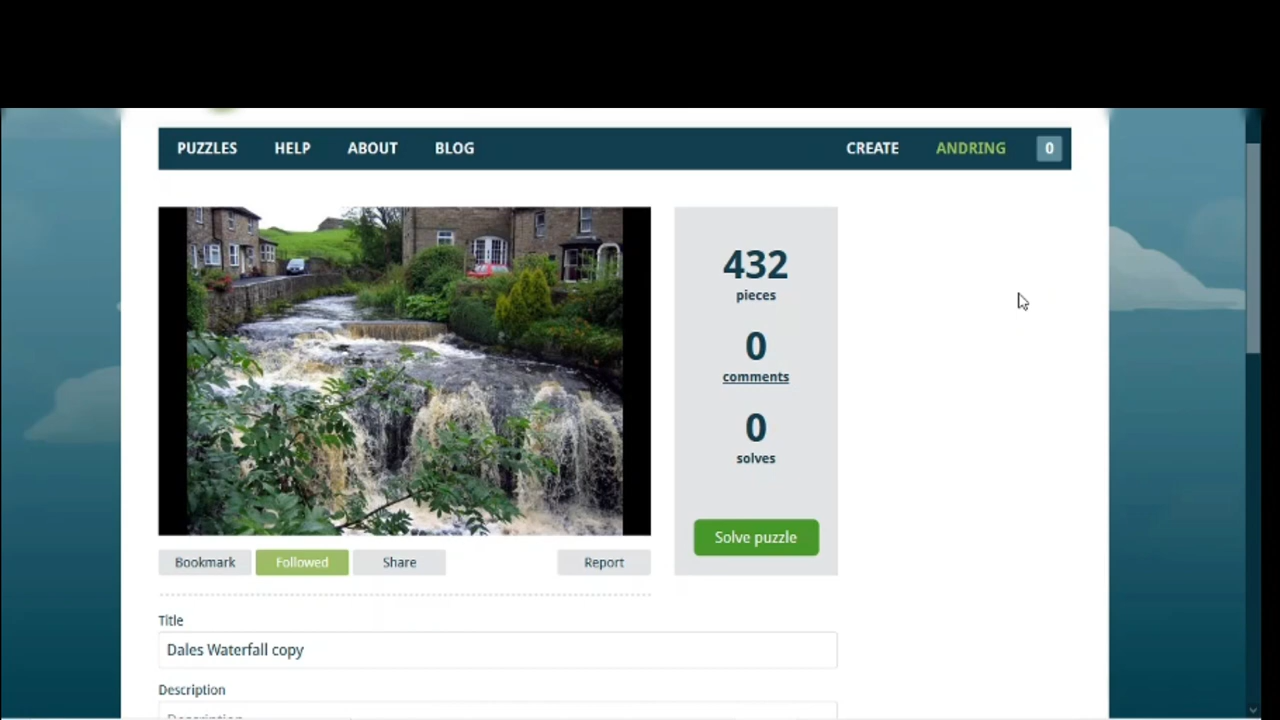 PUZZLES HELP ABOUT BLOG CREATE ANDRING 0
432
pieces
0
comments
0
solves
Solve puzzle
Bookmark Followed Share Report
Title
Dales Waterfall copy
Description
Description